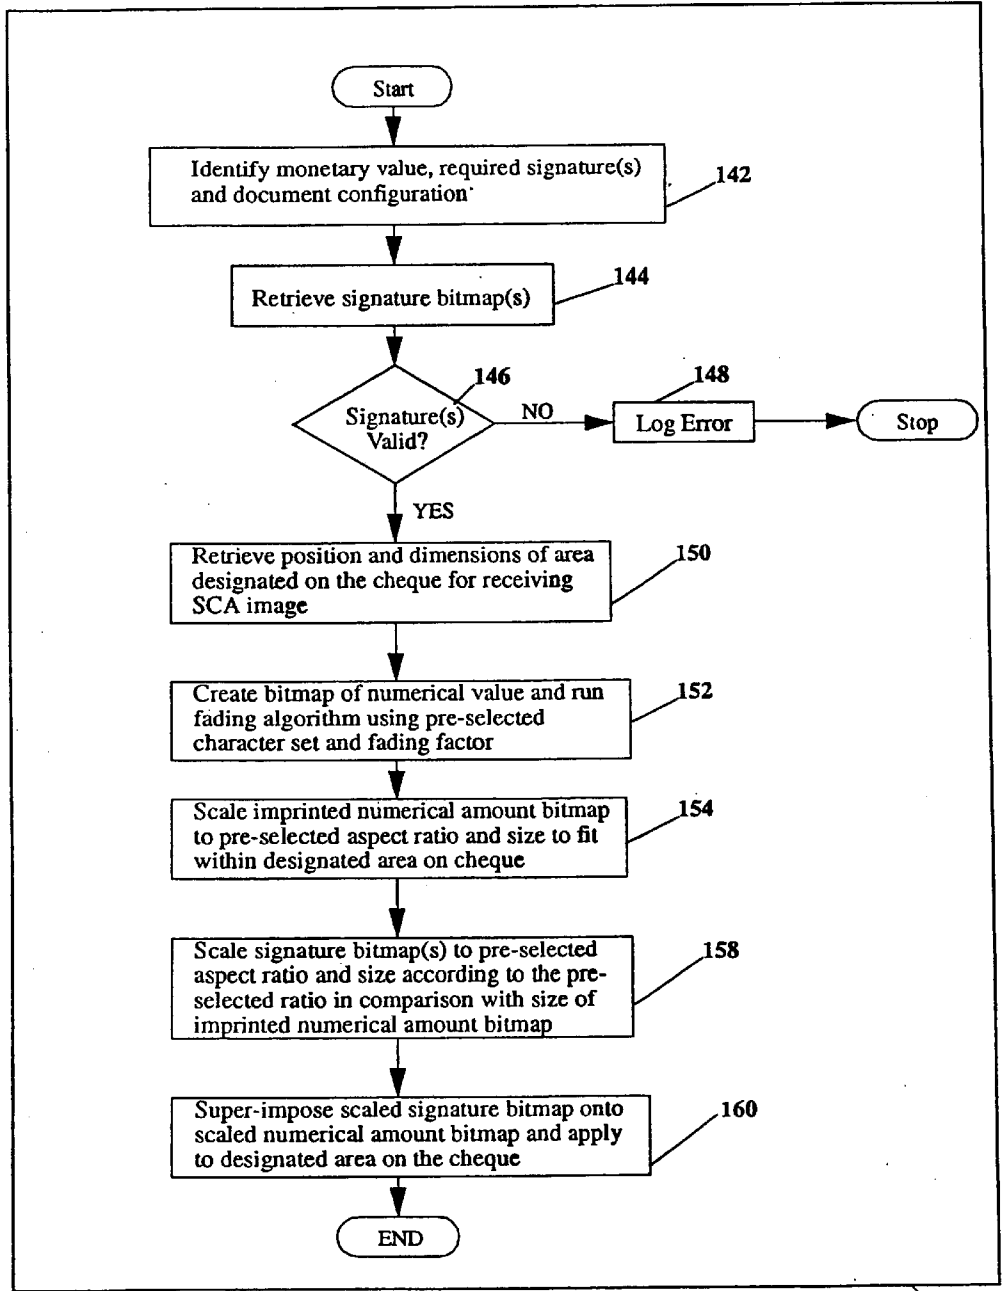 Start
Identify monetary value, required signature(s)
and document configuration
142
Retrieve signature bitmap(s)
144
Signature(s)
Valid?
146
NO
148
Log Error
Stop
YES
Retrieve position and dimensions of area
designated on the cheque for receiving
SCA image
150
Create bitmap of numerical value and run
fading algorithm using pre-selected
character set and fading factor
152
Scale imprinted numerical amount bitmap
to pre-selected aspect ratio and size to fit
within designated area on cheque
154
Scale signature bitmap(s) to pre-selected
aspect ratio and size according to the pre-
selected ratio in comparison with size of
imprinted numerical amount bitmap
158
Super-impose scaled signature bitmap onto
scaled numerical amount bitmap and apply
to designated area on the cheque
160
END